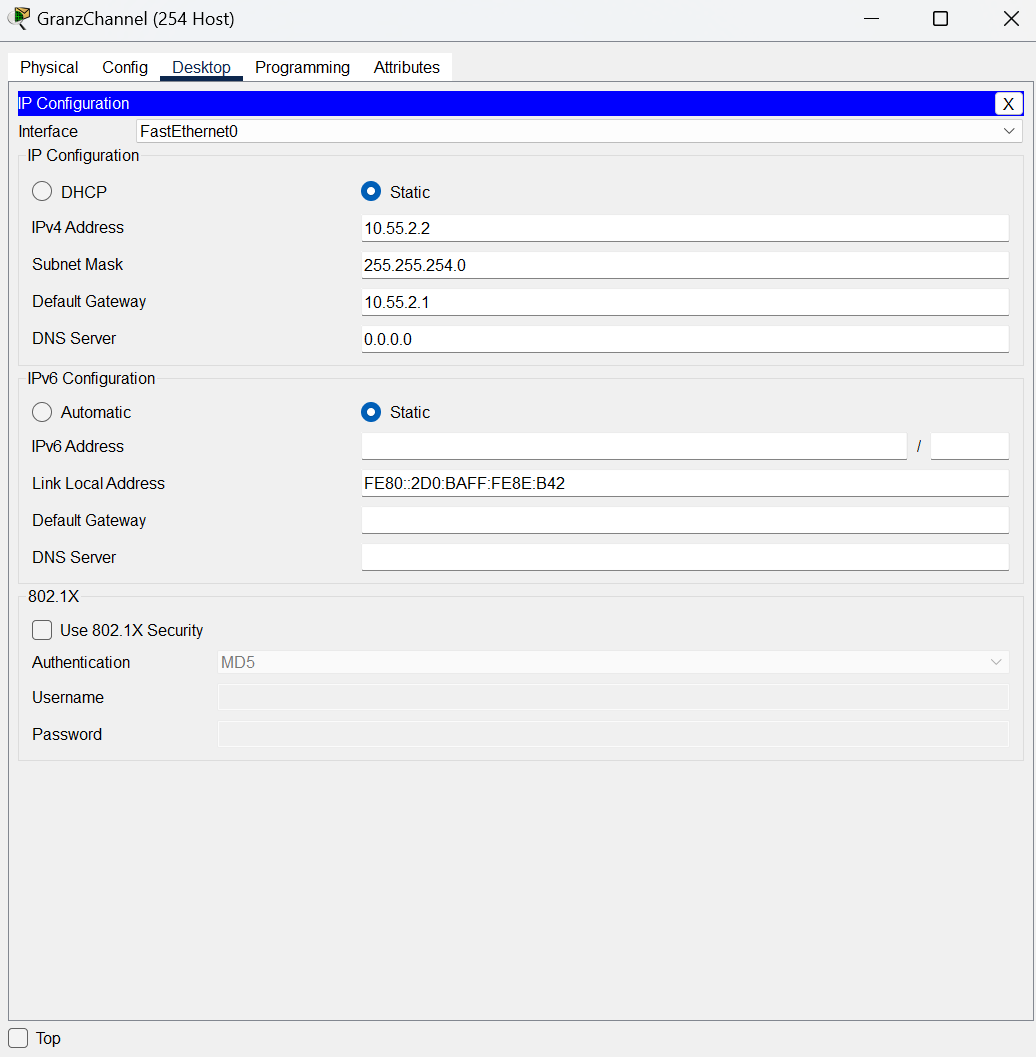 GranzChannel (254 Host)
Physical Config Desktop Programming Attributes
IP Configuration X
Interface FastEthernet0
IP Configuration
DHCP Static
IPv4 Address 10.55.2.2
Subnet Mask 255.255.254.0
Default Gateway 10.55.2.1
DNS Server 0.0.0.0
IPv6 Configuration
Automatic Static
IPv6 Address /
Link Local Address FE80::2D0:BAFF:FE8E:B42
Default Gateway
DNS Server
802.1X
Use 802.1X Security
Authentication MD5
Username
Password
Top